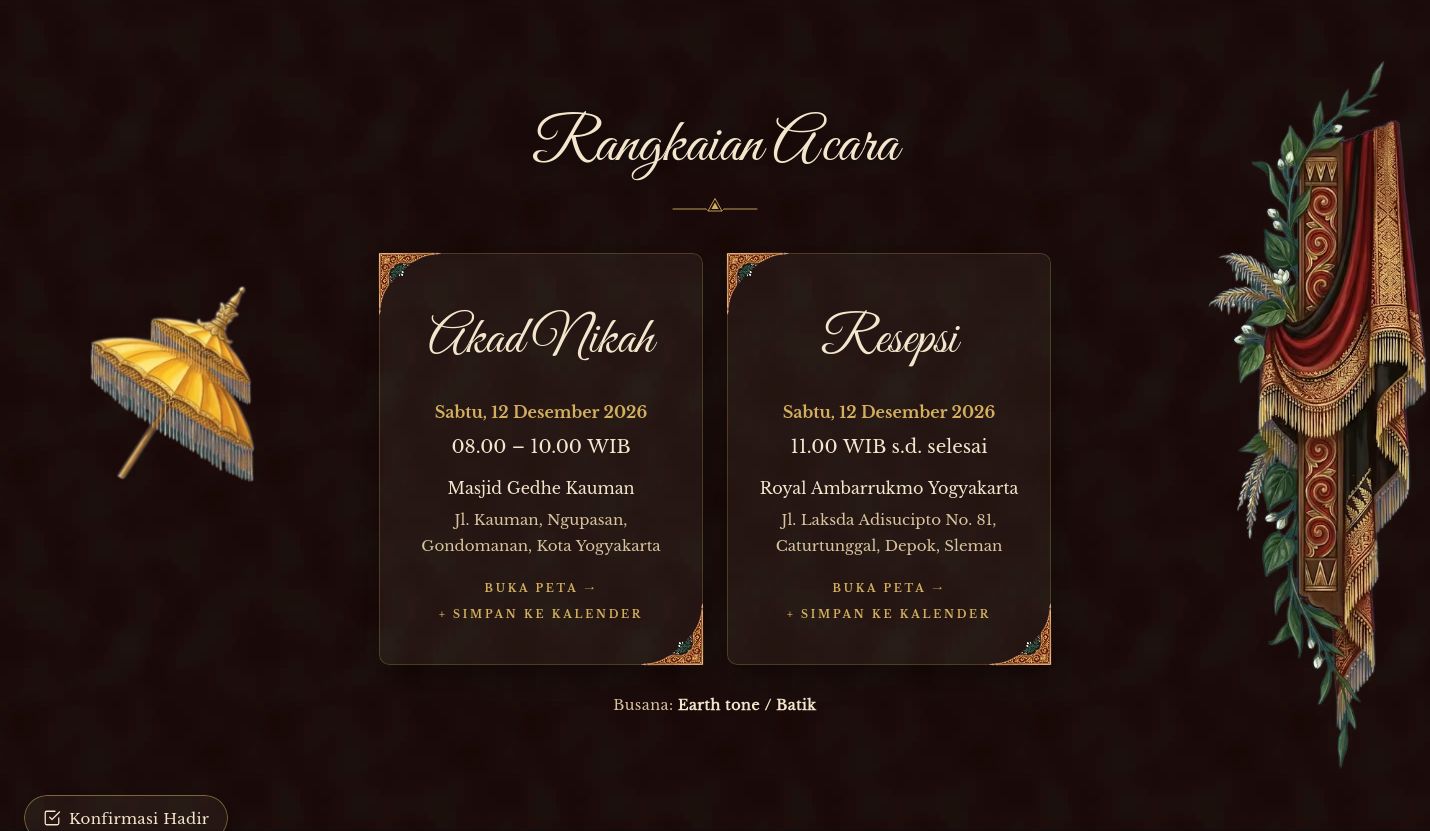 Rangkaian Acara
Akad Nikah
Sabtu, 12 Desember 2026
08.00 – 10.00 WIB
Masjid Gedhe Kauman
Jl. Kauman, Ngupasan,
Gondomanan, Kota Yogyakarta
BUKA PETA →
+ SIMPAN KE KALENDER
Resepsi
Sabtu, 12 Desember 2026
11.00 WIB s.d. selesai
Royal Ambarrukmo Yogyakarta
Jl. Laksda Adisucipto No. 81,
Caturtunggal, Depok, Sleman
BUKA PETA →
+ SIMPAN KE KALENDER
Busana: Earth tone / Batik
Konfirmasi Hadir